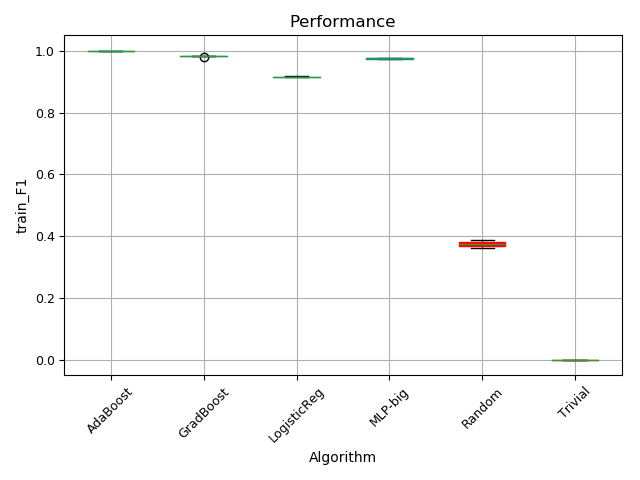 Performance
1.0
0.8
0.6
0.4
0.2
0.0
train_F1
AdaBoost
GradBoost
LogisticReg
MLP-big
Random
Trivial
Algorithm